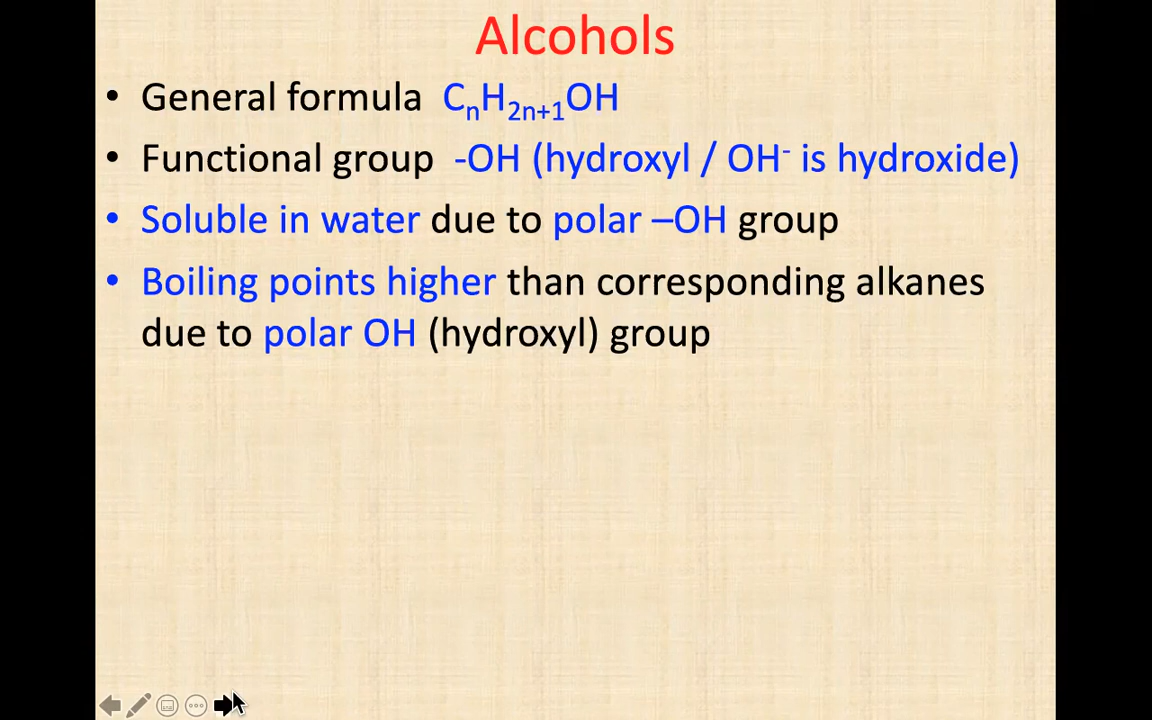 Alcohols
• General formula CₙH₂ₙ₊₁OH
• Functional group -OH (hydroxyl / OH⁻ is hydroxide)
• Soluble in water due to polar –OH group
• Boiling points higher than corresponding alkanes
due to polar OH (hydroxyl) group